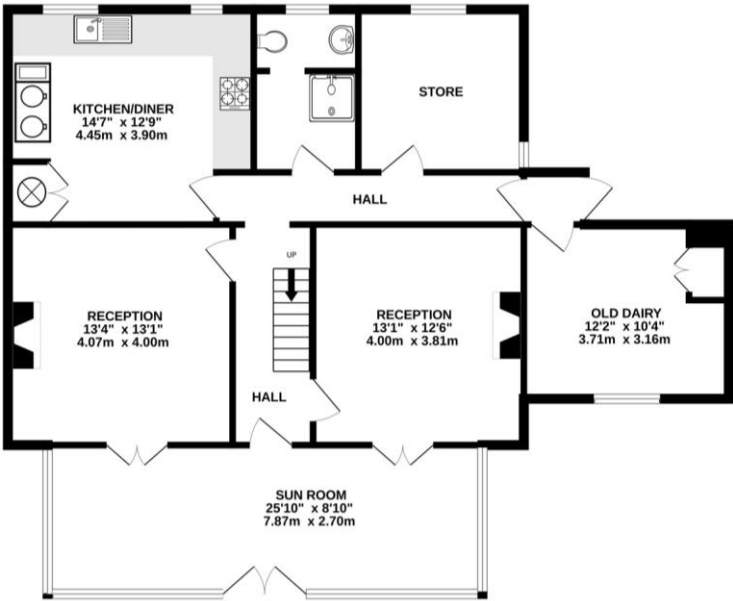 KITCHEN/DINER
14'7" x 12'9"
4.45m x 3.90m
STORE
HALL
UP
RECEPTION
13'4" x 13'1"
4.07m x 4.00m
RECEPTION
13'1" x 12'6"
4.00m x 3.81m
OLD DAIRY
12'2" x 10'4"
3.71m x 3.16m
HALL
SUN ROOM
25'10" x 8'10"
7.87m x 2.70m